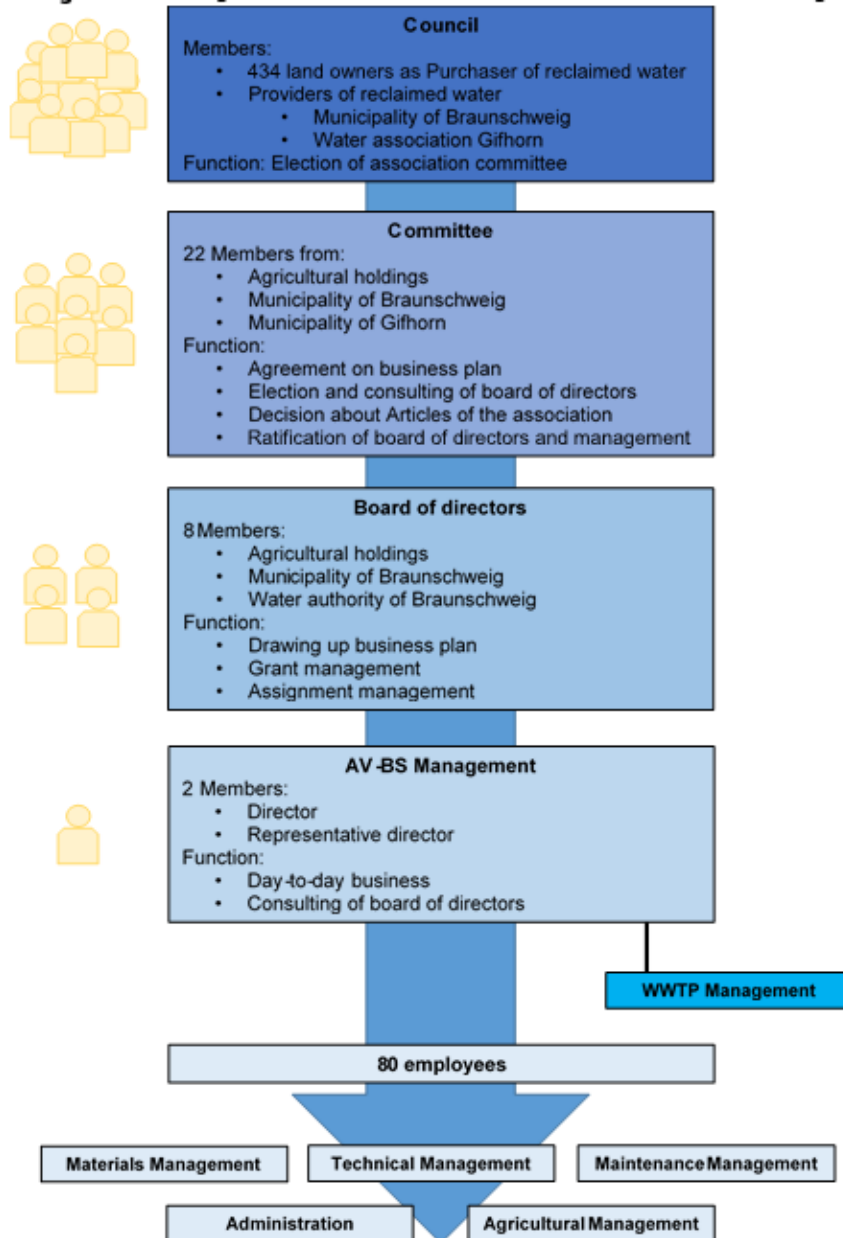 Council
Members:
• 434 land owners as Purchaser of reclaimed water
• Providers of reclaimed water
• Municipality of Braunschweig
• Water association Gifhorn
Function: Election of association committee
Committee
22 Members from:
• Agricultural holdings
• Municipality of Braunschweig
• Municipality of Gifhorn
Function:
• Agreement on business plan
• Election and consulting of board of directors
• Decision about Articles of the association
• Ratification of board of directors and management
Board of directors
8 Members:
• Agricultural holdings
• Municipality of Braunschweig
• Water authority of Braunschweig
Function:
• Drawing up business plan
• Grant management
• Assignment management
AV-BS Management
2 Members:
• Director
• Representative director
Function:
• Day-to-day business
• Consulting of board of directors
WWTP Management
80 employees
Materials Management
Technical Management
Maintenance Management
Administration
Agricultural Management